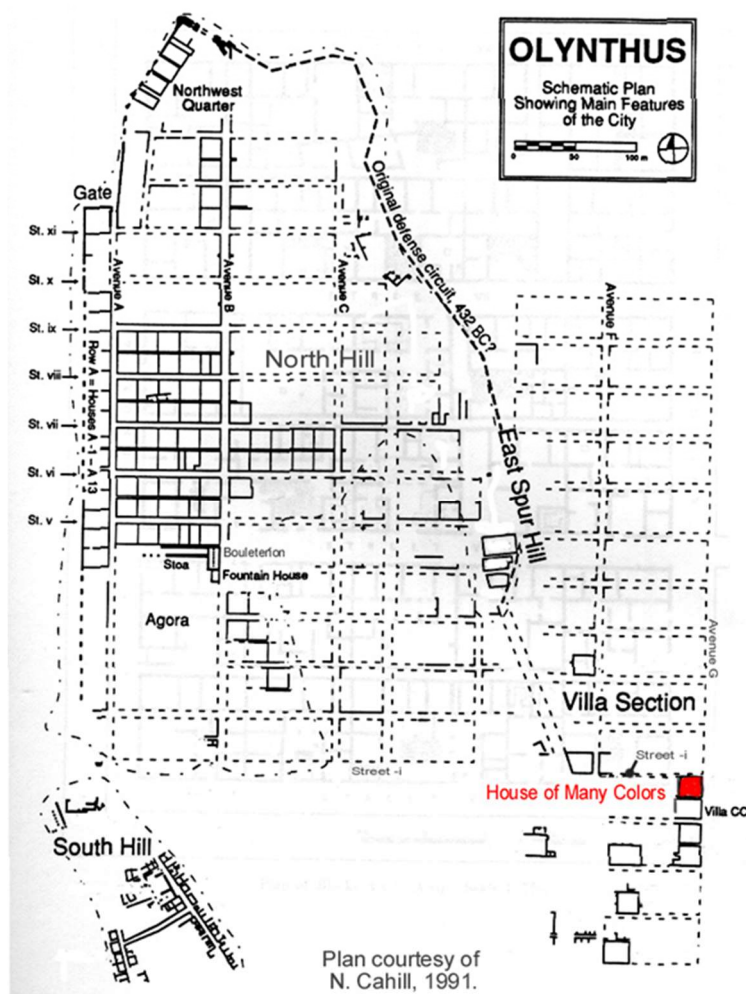 OLYNTHUS
Schematic Plan
Showing Main Features
of the City
0 50 100 m
Northwest
Quarter
Gate
St. xi
St. x
St. ix
St. viii
St. vii
St. vi
St. v
Avenue A
Avenue B
Avenue C
Avenue F
Avenue G
Row A = Houses A -1 - A 13
Original defense circuit, 432 BC?
North Hill
East Spur Hill
Bouleterion
Stoa
Fountain House
Agora
Villa Section
Street -i
Street -i
House of Many Colors
Villa CC
South Hill
Plan courtesy of
N. Cahill, 1991.